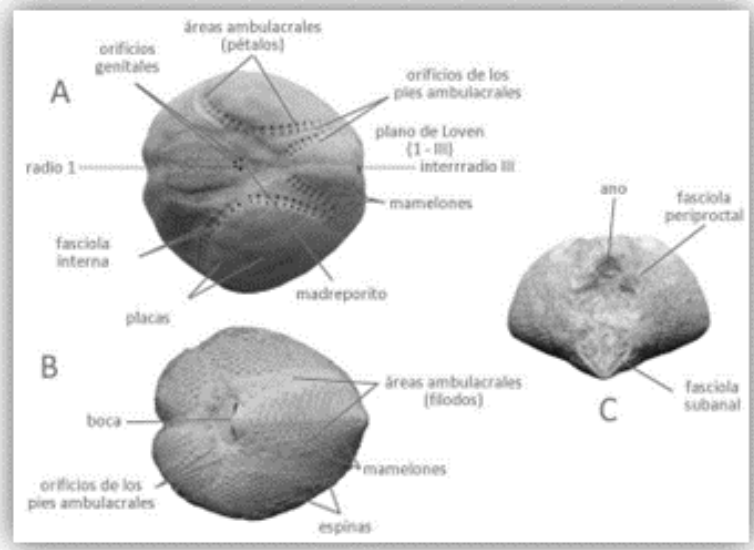 áreas ambulacrales
(pétalos)
orificios
genitales
A
orificios de los
pies ambulacrales
plano de Loven
(1 - III)
radio 1
interrradio III
mamelones
fasciola
interna
madreporito
placas
ano
fasciola
periproctal
B
áreas ambulacrales
(filodos)
boca
fasciola
subanal
C
mamelones
orificios de los
pies ambulacrales
espinas